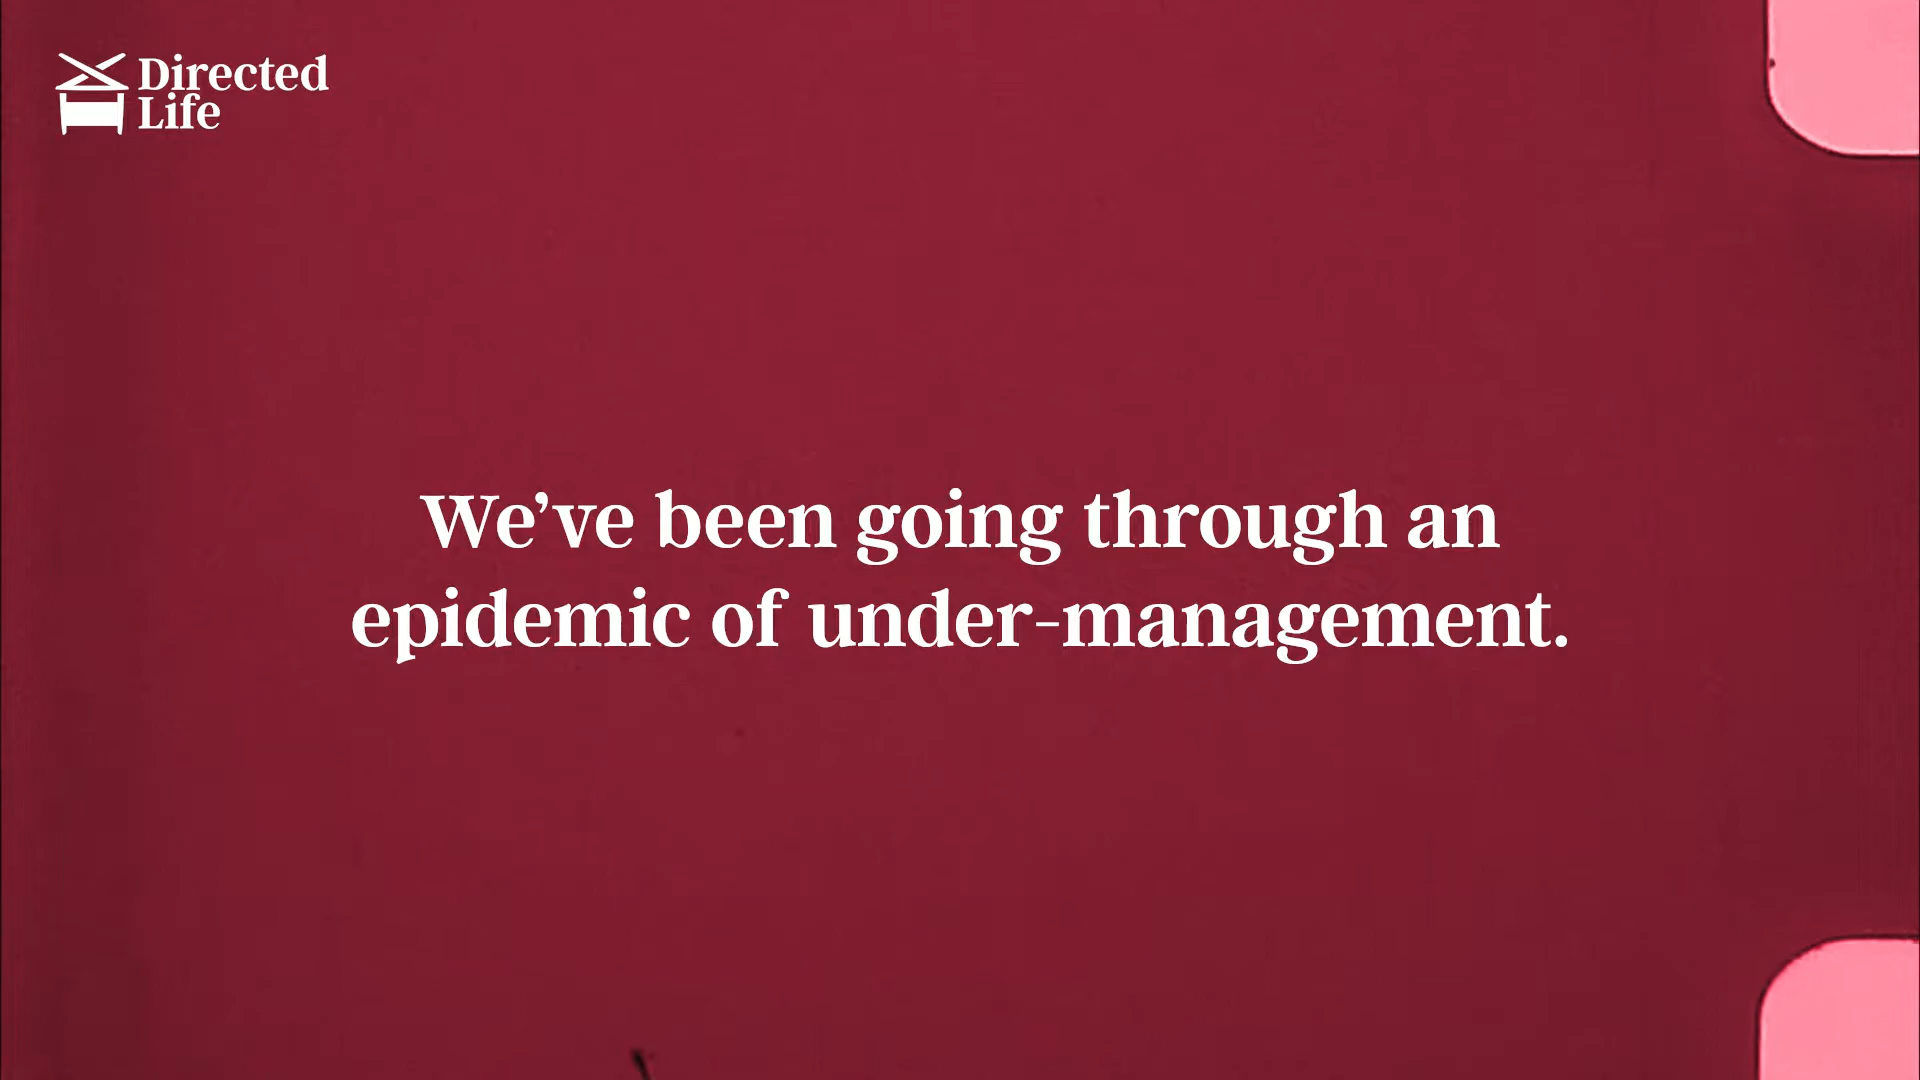 Directed
Life
We’ve been going through an
epidemic of under-management.